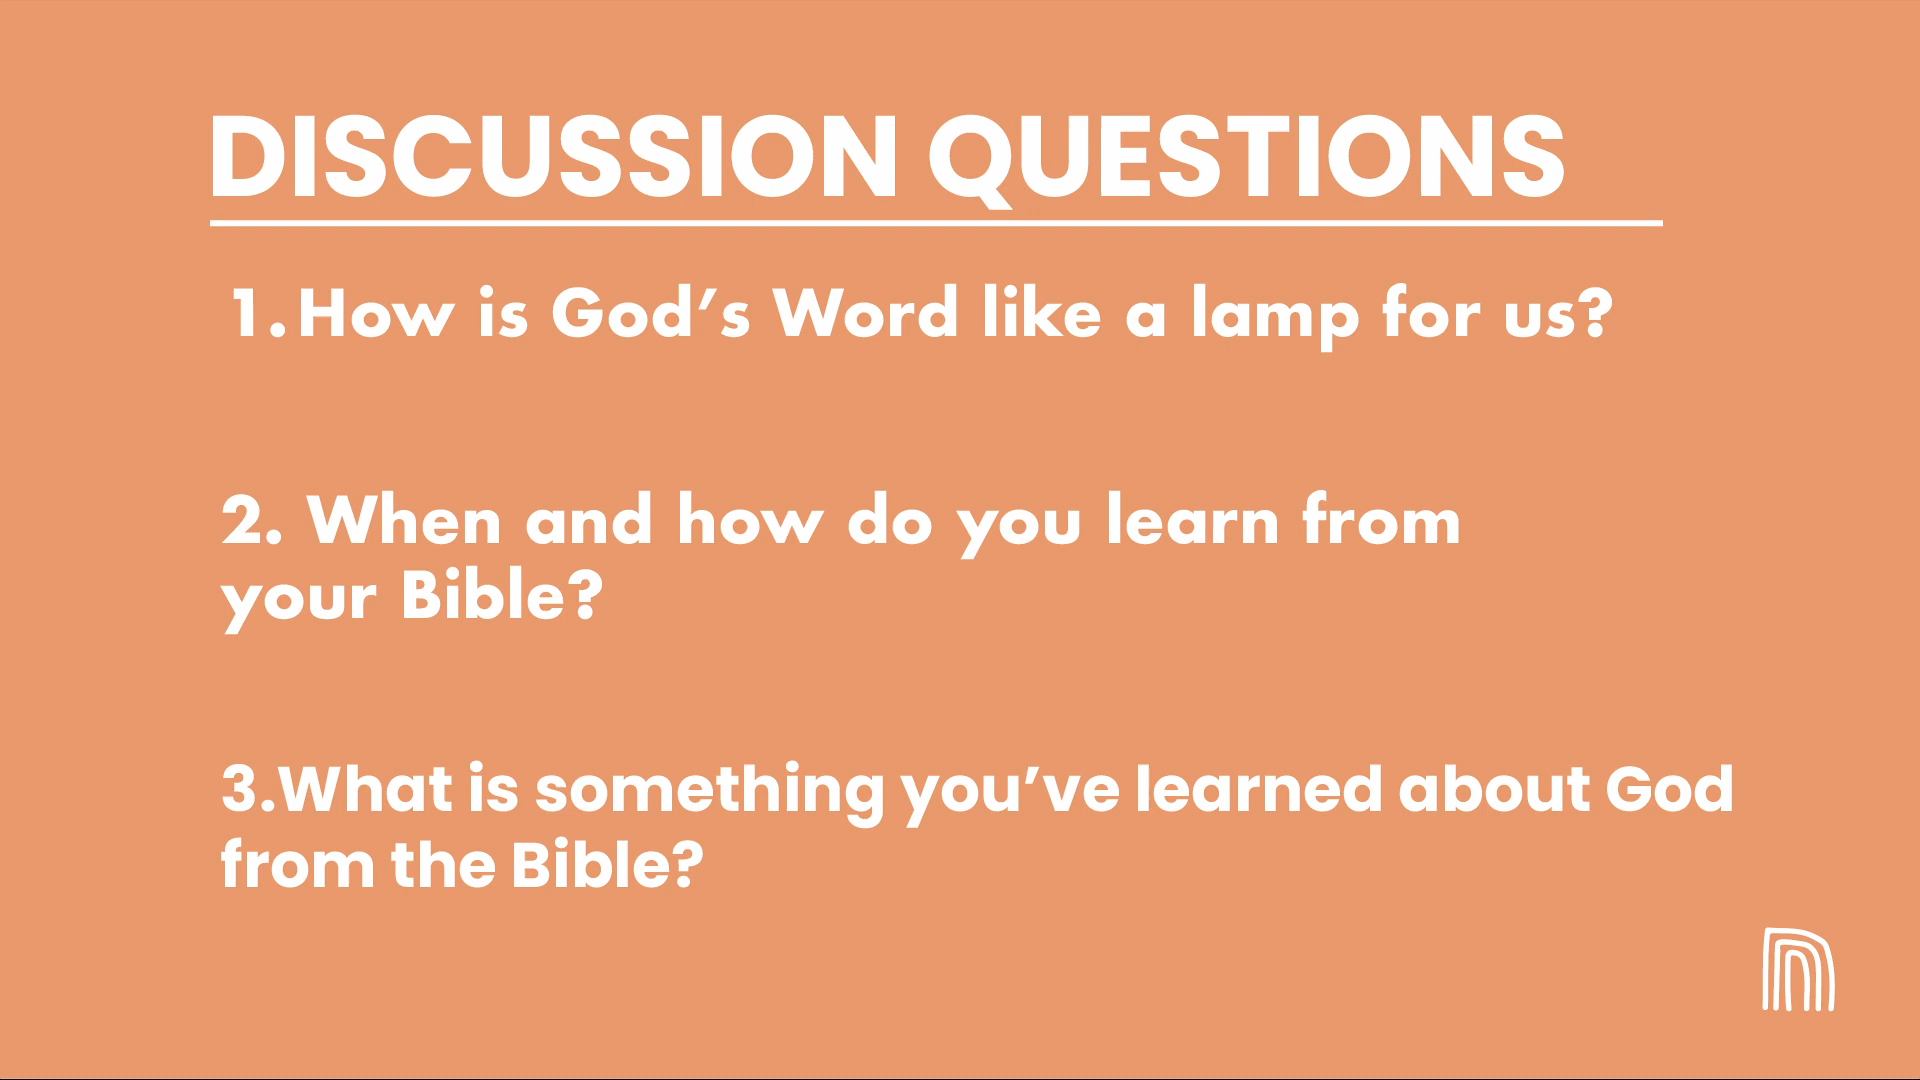 DISCUSSION QUESTIONS
1. How is God’s Word like a lamp for us?
2. When and how do you learn from
your Bible?
3.What is something you’ve learned about God
from the Bible?